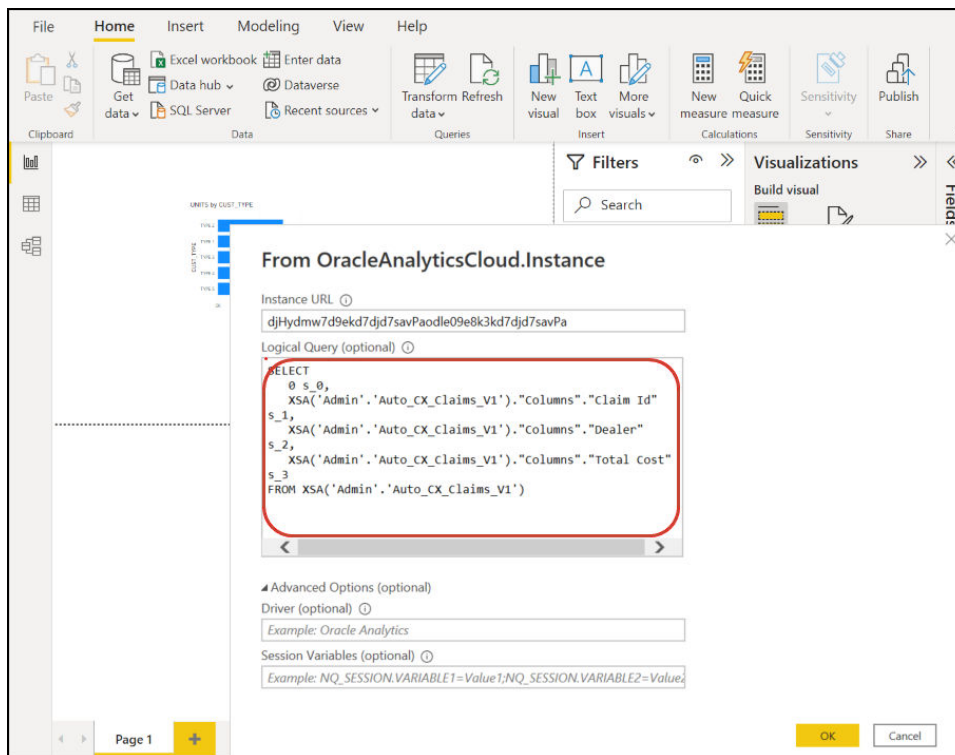 File Home Insert Modeling View Help
Excel workbook Enter data
Data hub Dataverse
SQL Server Recent sources
Paste
Get data
Transform data
Refresh
New visual
Text box
More visuals
New measure
Quick measure
Sensitivity
Publish
Clipboard Data Queries Insert Calculations Sensitivity Share
Filters
Search
Visualizations
Build visual
Fields
UNITS by CUST_TYPE
CUST_TYPE
From OracleAnalyticsCloud.Instance
Instance URL
djHydmw7d9ekd7djd7savPaodle09e8k3kd7djd7savPa
Logical Query (optional)
SELECT
0 s_0,
XSA('Admin'.'Auto_CX_Claims_V1')."Columns"."Claim Id"
s_1,
XSA('Admin'.'Auto_CX_Claims_V1')."Columns"."Dealer"
s_2,
XSA('Admin'.'Auto_CX_Claims_V1')."Columns"."Total Cost"
s_3
FROM XSA('Admin'.'Auto_CX_Claims_V1')
Advanced Options (optional)
Driver (optional)
Example: Oracle Analytics
Session Variables (optional)
Example: NQ_SESSION.VARIABLE1=Value1;NQ_SESSION.VARIABLE2=Value2
OK Cancel
Page 1